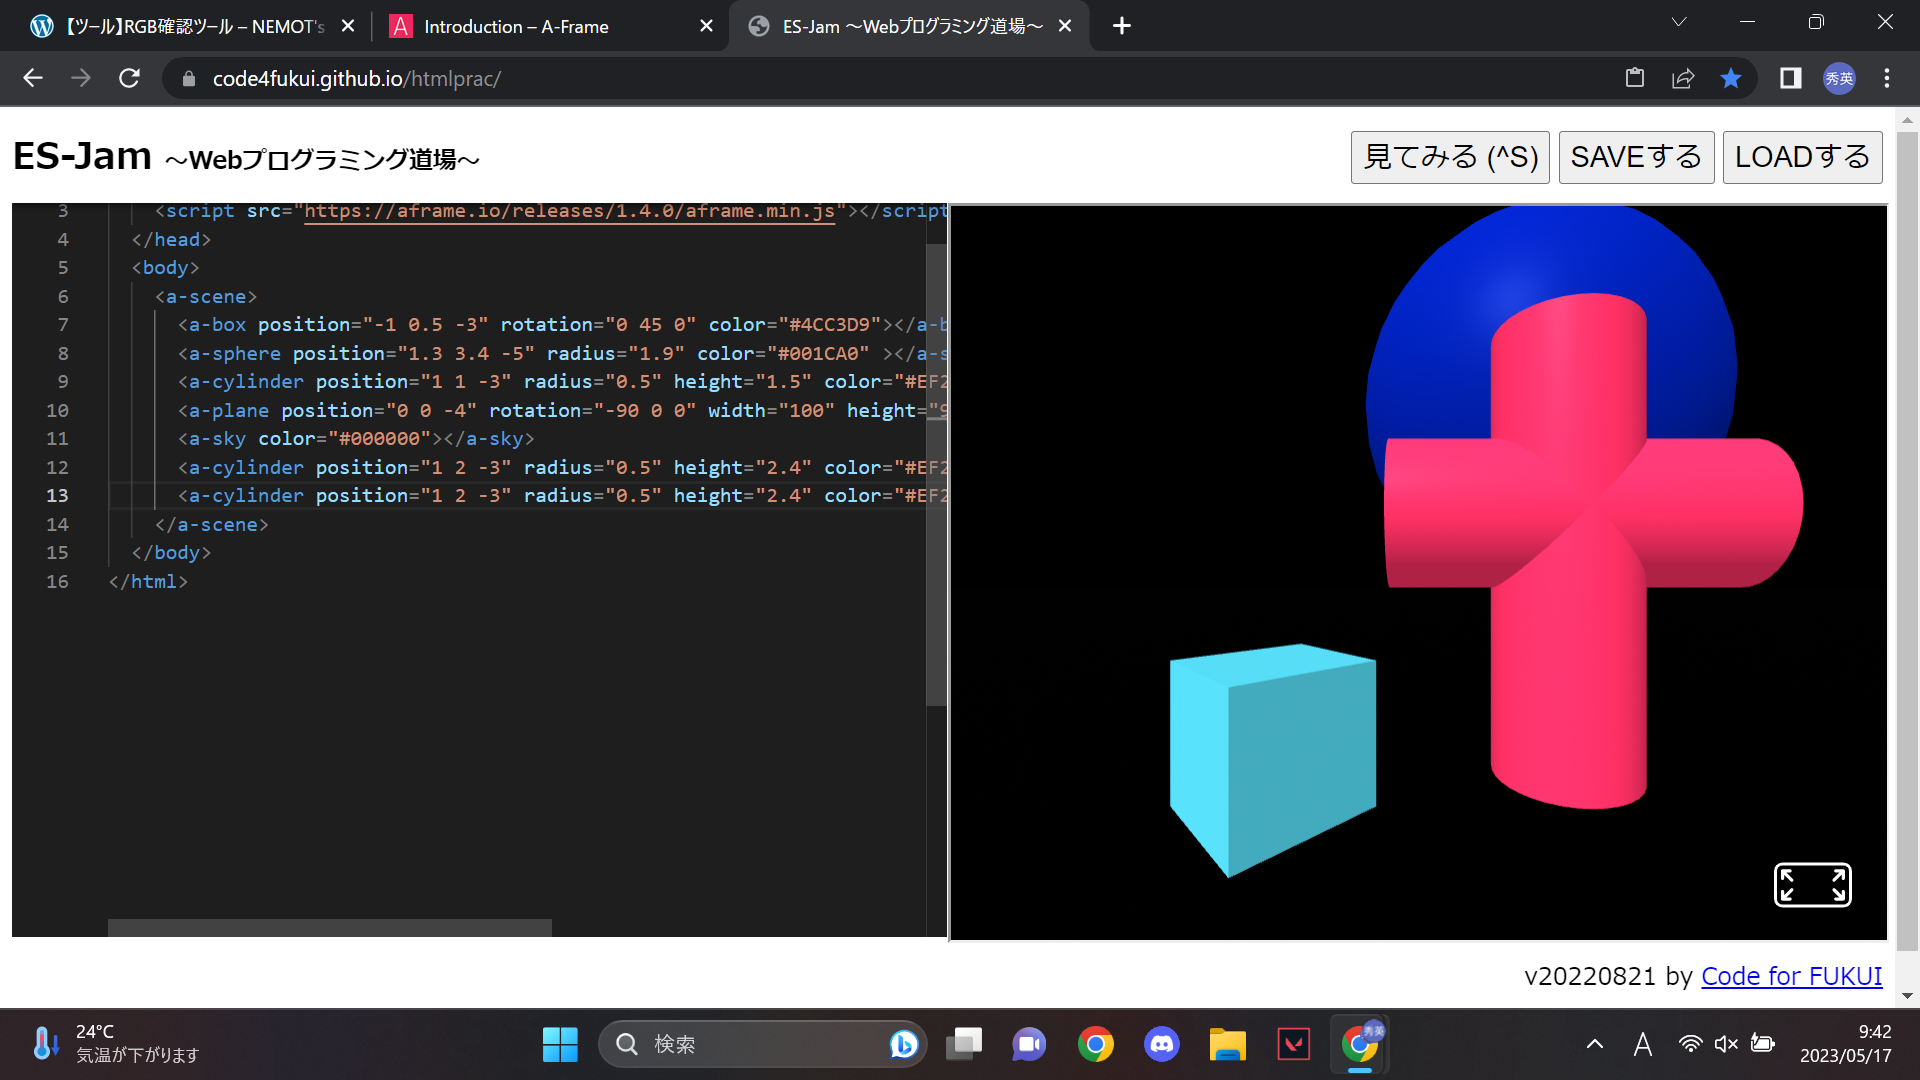 【ツール】RGB確認ツール – NEMOT's
Introduction – A-Frame
ES-Jam ～Webプログラミング道場～
code4fukui.github.io/htmlprac/
秀英
ES-Jam ～Webプログラミング道場～
見てみる (^S)
SAVEする
LOADする
3 <script src="https://aframe.io/releases/1.4.0/aframe.min.js"></script
4 </head>
5 <body>
6 <a-scene>
7 <a-box position="-1 0.5 -3" rotation="0 45 0" color="#4CC3D9"></a-b
8 <a-sphere position="1.3 3.4 -5" radius="1.9" color="#001CA0" ></a-s
9 <a-cylinder position="1 1 -3" radius="0.5" height="1.5" color="#EF2
10 <a-plane position="0 0 -4" rotation="-90 0 0" width="100" height="9
11 <a-sky color="#000000"></a-sky>
12 <a-cylinder position="1 2 -3" radius="0.5" height="2.4" color="#EF2
13 <a-cylinder position="1 2 -3" radius="0.5" height="2.4" color="#EF2
14 </a-scene>
15 </body>
16 </html>
v20220821 by Code for FUKUI
24°C
気温が下がります
検索
秀英
A
9:42
2023/05/17